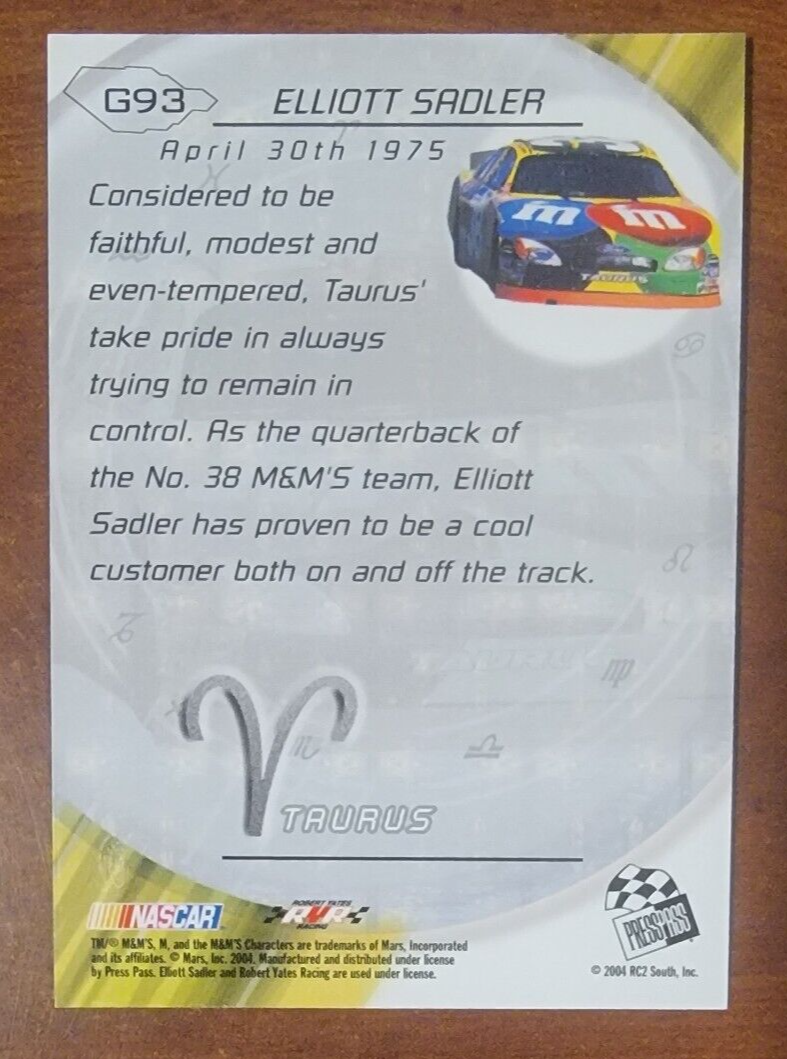 G93
ELLIOTT SADLER
April 30th 1975
Considered to be
faithful, modest and
even-tempered, Taurus'
take pride in always
trying to remain in
control. As the quarterback of
the No. 38 M&M'S team, Elliott
Sadler has proven to be a cool
customer both on and off the track.
m m
TAURUS
TAURUS
NASCAR
ROBERT YATES
RYR
RACING
PRESS PASS
TM/® M&M'S, M, and the M&M'S Characters are trademarks of Mars, Incorporated
and its affiliates. © Mars, Inc. 2004. Manufactured and distributed under license
by Press Pass. Elliott Sadler and Robert Yates Racing are used under license.
© 2004 RC2 South, Inc.